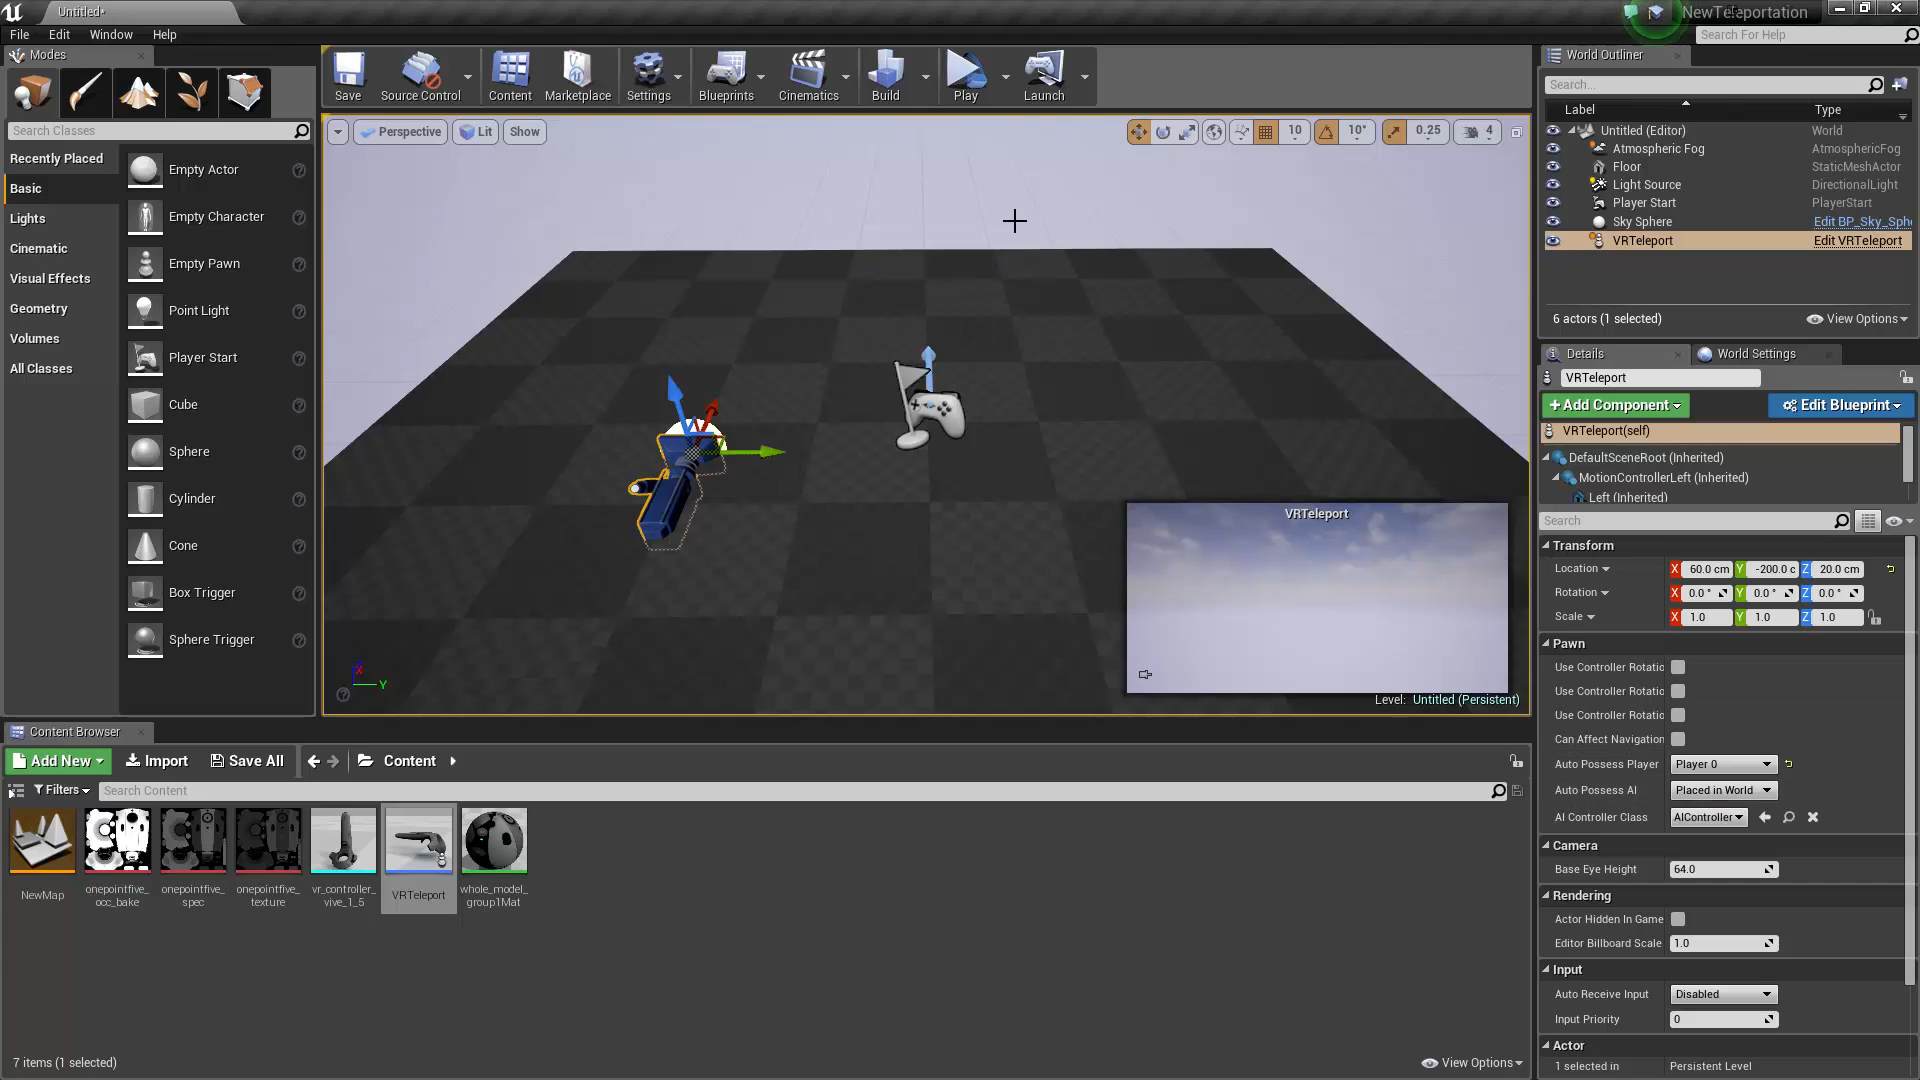 Untitled*
NewTeleportation
File Edit Window Help
Search For Help
Modes
Search Classes
Recently Placed
Basic
Lights
Cinematic
Visual Effects
Geometry
Volumes
All Classes
Empty Actor
Empty Character
Empty Pawn
Point Light
Player Start
Cube
Sphere
Cylinder
Cone
Box Trigger
Sphere Trigger
Save
Source Control
Content
Marketplace
Settings
Blueprints
Cinematics
Build
Play
Launch
Perspective Lit Show
10 10° 0.25 4
VRTeleport
Level: Untitled (Persistent)
X
Y
World Outliner
Search...
Label Type
Untitled (Editor) World
Atmospheric Fog AtmosphericFog
Floor StaticMeshActor
Light Source DirectionalLight
Player Start PlayerStart
Sky Sphere Edit BP_Sky_Sphe
VRTeleport Edit VRTeleport
6 actors (1 selected) View Options
Details World Settings
VRTeleport
+Add Component Edit Blueprint
VRTeleport(self)
DefaultSceneRoot (Inherited)
MotionControllerLeft (Inherited)
Left (Inherited)
Search
Transform
Location X 60.0 cm Y -200.0 c Z 20.0 cm
Rotation X 0.0 ° Y 0.0 ° Z 0.0 °
Scale X 1.0 Y 1.0 Z 1.0
Pawn
Use Controller Rotatio
Use Controller Rotatio
Use Controller Rotatio
Can Affect Navigation
Auto Possess Player Player 0
Auto Possess AI Placed in World
AI Controller Class AIController
Camera
Base Eye Height 64.0
Rendering
Actor Hidden In Game
Editor Billboard Scale 1.0
Input
Auto Receive Input Disabled
Input Priority 0
Actor
1 selected in Persistent Level
Content Browser
Add New Import Save All Content
Filters Search Content
NewMap
onepointfive_
occ_bake
onepointfive_
spec
onepointfive_
texture
vr_controller_
vive_1_5
VRTeleport
whole_model_
group1Mat
7 items (1 selected) View Options